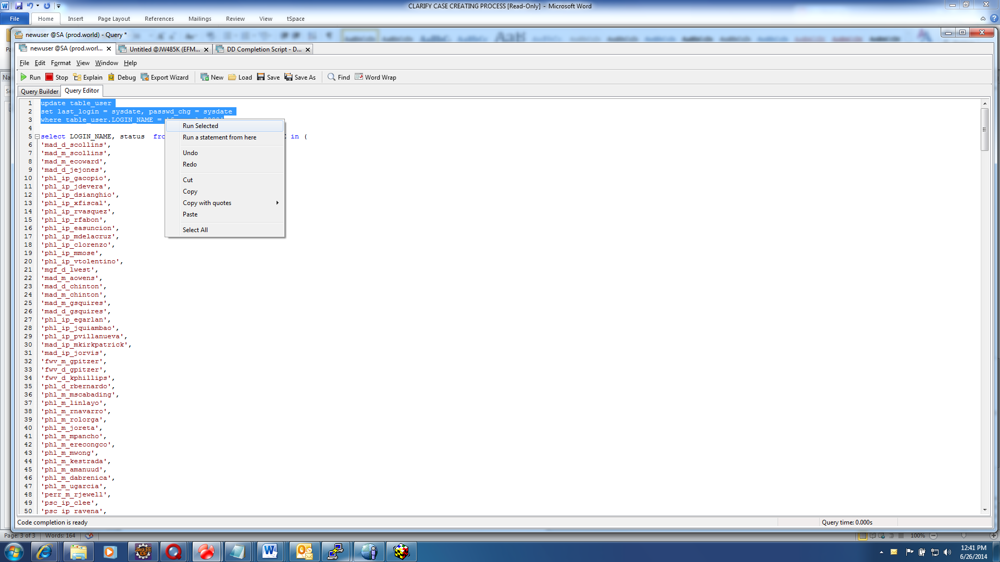 CLARIFY CASE CREATING PROCESS [Read-Only] - Microsoft Word
File Home Insert Page Layout References Mailings Review View tSpace
newuser @SA (prod.world) - Query *
newuser @SA (prod.worl... Untitled @JW485K (EFM... DD Completion Script - D...
File Edit Format View Window Help
Run Stop Explain Debug Export Wizard New Load Save Save As Find Word Wrap
Query Builder Query Editor
1 update table_user
2 set last_login = sysdate, passwd_chg = sysdate
3 where table_user.LOGIN_NAME =
4
5 select LOGIN_NAME, status in (
6 'mad_d_scollins',
7 'mad_m_scollins',
8 'mad_m_ecoward',
9 'mad_d_jejones',
10 'phl_ip_gacopio',
11 'phl_ip_jdevera',
12 'phl_ip_dsianghio',
13 'phl_ip_xfiscal',
14 'phl_ip_rvasquez',
15 'phl_ip_rfabon',
16 'phl_ip_easuncion',
17 'phl_ip_mdelacruz',
18 'phl_ip_clorenzo',
19 'phl_ip_mmose',
20 'phl_ip_vtolentino',
21 'mgf_d_lwest',
22 'mad_m_aowens',
23 'mad_d_chinton',
24 'mad_m_chinton',
25 'mad_m_gsquires',
26 'mad_d_gsquires',
27 'phl_ip_egarlan',
28 'phl_ip_jquiambao',
29 'phl_ip_pvillanueva',
30 'mad_ip_mkirkpatrick',
31 'mad_ip_jorvis',
32 'fwv_m_gpitzer',
33 'fwv_d_gpitzer',
34 'fwv_d_kphillips',
35 'phl_d_rbernardo',
36 'phl_m_mscabading',
37 'phl_m_linlayo',
38 'phl_m_rnavarro',
39 'phl_m_rolorga',
40 'phl_m_joreta',
41 'phl_m_mpancho',
42 'phl_m_erecongco',
43 'phl_m_mwong',
44 'phl_m_kestrada',
45 'phl_m_amanuud',
46 'phl_m_dabrenica',
47 'phl_m_ugarcia',
48 'perr_m_rjewell',
49 'psc_ip_clee',
50 'psc_ip_ravena',
Run Selected
Run a statement from here
Undo
Redo
Cut
Copy
Copy with quotes
Paste
Select All
Code completion is ready Query time: 0.000s
Page: 3 of 3 Words: 164 100%
Java EE
IDE
12:41 PM
6/26/2014